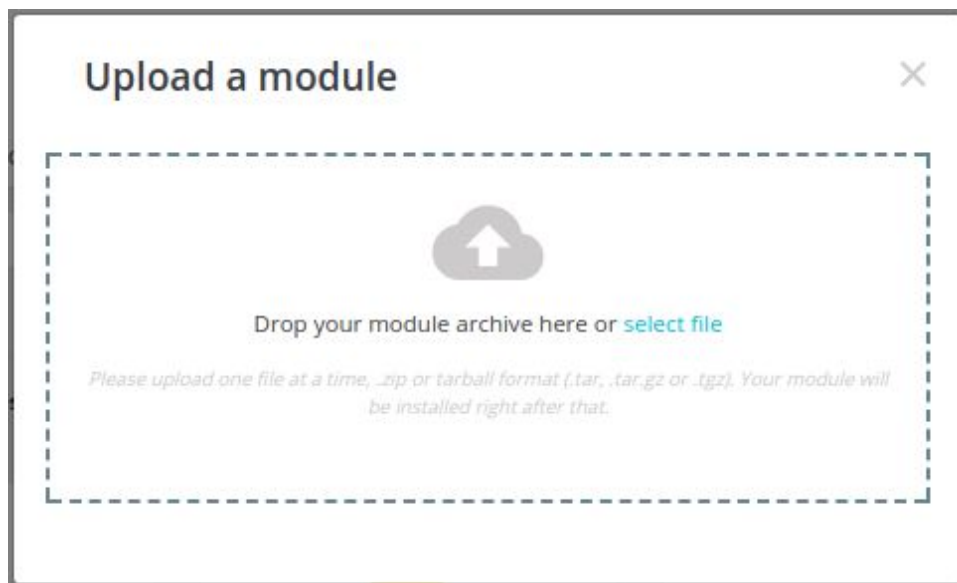 Upload a module
Drop your module archive here or select file
Please upload one file at a time, .zip or tarball format (.tar, .tar.gz or .tgz). Your module will
be installed right after that.